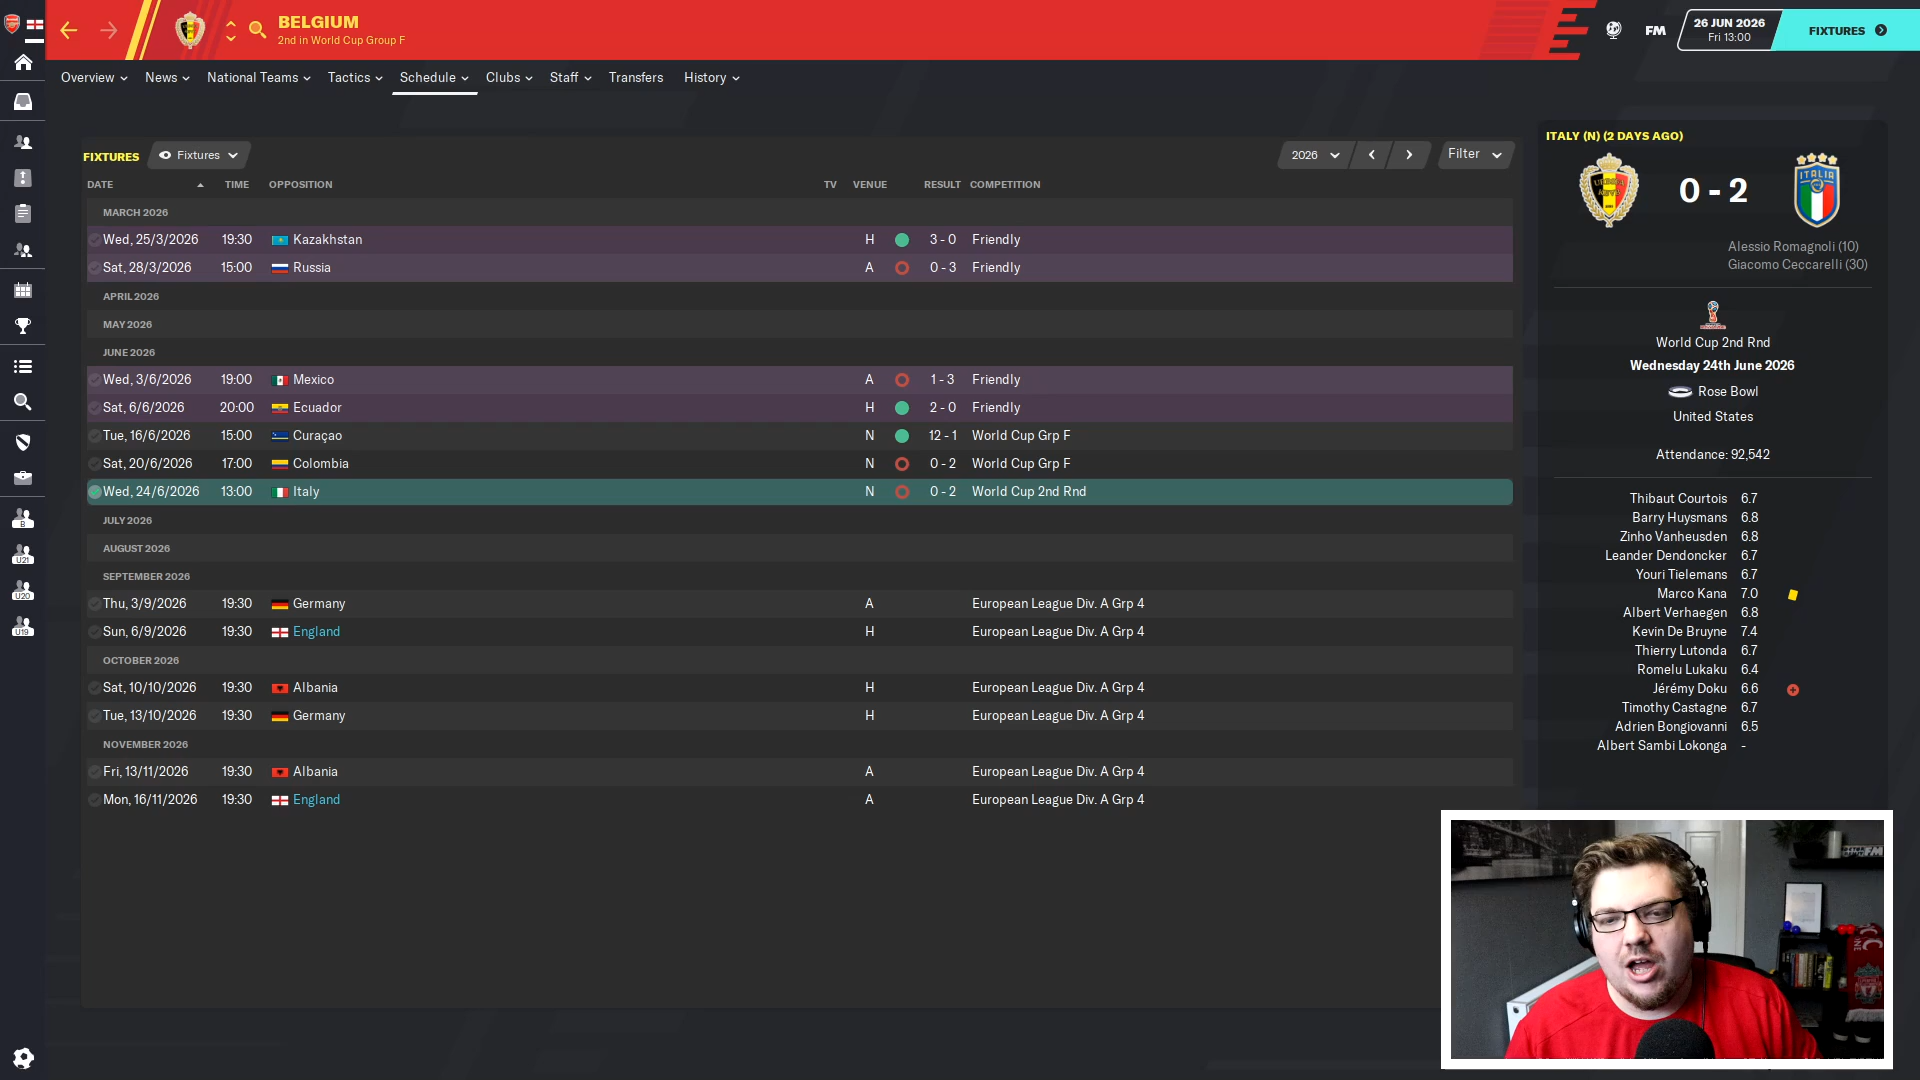 BELGIUM
2nd in World Cup Group F
FM
26 JUN 2026
Fri 13:00
FIXTURES
Overview
News
National Teams
Tactics
Schedule
Clubs
Staff
Transfers
History
FIXTURES
Fixtures
2026
Filter
DATE TIME OPPOSITION TV VENUE RESULT COMPETITION
MARCH 2026
Wed, 25/3/2026 19:30 Kazakhstan H 3 - 0 Friendly
Sat, 28/3/2026 15:00 Russia A 0 - 3 Friendly
APRIL 2026
MAY 2026
JUNE 2026
Wed, 3/6/2026 19:00 Mexico A 1 - 3 Friendly
Sat, 6/6/2026 20:00 Ecuador H 2 - 0 Friendly
Tue, 16/6/2026 15:00 Curaçao N 12 - 1 World Cup Grp F
Sat, 20/6/2026 17:00 Colombia N 0 - 2 World Cup Grp F
Wed, 24/6/2026 13:00 Italy N 0 - 2 World Cup 2nd Rnd
JULY 2026
AUGUST 2026
SEPTEMBER 2026
Thu, 3/9/2026 19:30 Germany A European League Div. A Grp 4
Sun, 6/9/2026 19:30 England H European League Div. A Grp 4
OCTOBER 2026
Sat, 10/10/2026 19:30 Albania H European League Div. A Grp 4
Tue, 13/10/2026 19:30 Germany H European League Div. A Grp 4
NOVEMBER 2026
Fri, 13/11/2026 19:30 Albania A European League Div. A Grp 4
Mon, 16/11/2026 19:30 England A European League Div. A Grp 4
B
U21
U20
U19
ITALY (N) (2 DAYS AGO)
0 - 2
ITALIA
Alessio Romagnoli (10)
Giacomo Ceccarelli (30)
World Cup 2nd Rnd
Wednesday 24th June 2026
Rose Bowl
United States
Attendance: 92,542
Thibaut Courtois 6.7
Barry Huysmans 6.8
Zinho Vanheusden 6.8
Leander Dendoncker 6.7
Youri Tielemans 6.7
Marco Kana 7.0
Albert Verhaegen 6.8
Kevin De Bruyne 7.4
Thierry Lutonda 6.7
Romelu Lukaku 6.4
Jérémy Doku 6.6
Timothy Castagne 6.7
Adrien Bongiovanni 6.5
Albert Sambi Lokonga -